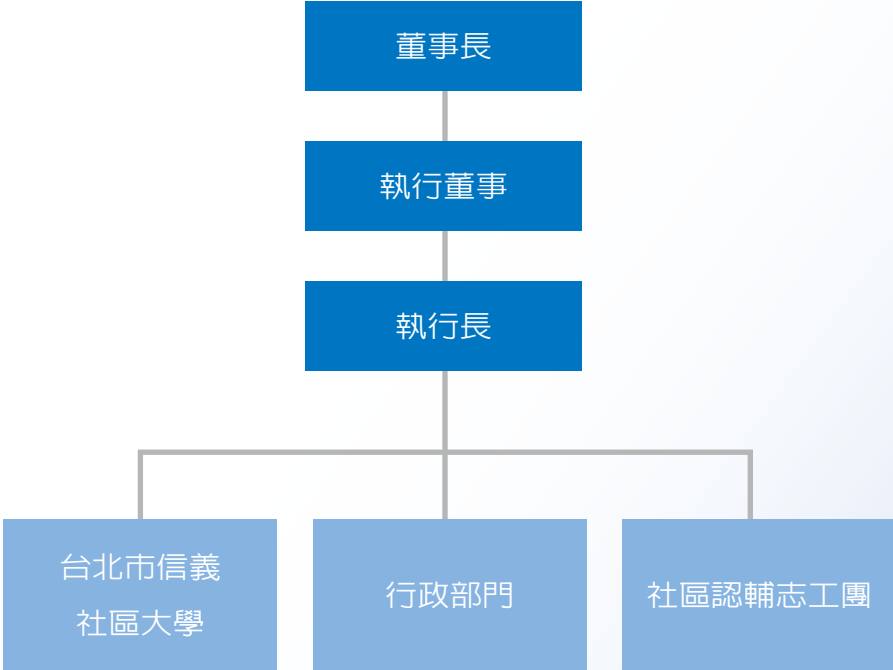 董事長
執行董事
執行長
台北市信義
社區大學
行政部門
社區認輔志工團